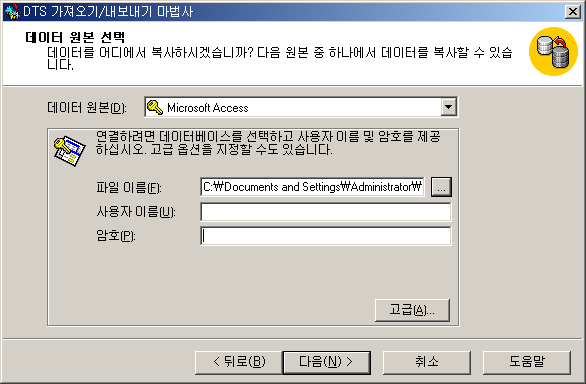 DTS 가져오기/내보내기 마법사
데이터 원본 선택
데이터를 어디에서 복사하시겠습니까? 다음 원본 중 하나에서 데이터를 복사할 수 있습
니다.
데이터 원본(D): Microsoft Access
연결하려면 데이터베이스를 선택하고 사용자 이름 및 암호를 제공
하십시오. 고급 옵션을 지정할 수도 있습니다.
파일 이름(F): C:₩Documents and Settings₩Administrator₩ ...
사용자 이름(U):
암호(P):
고급(A)...
< 뒤로(B) 다음(N) > 취소 도움말